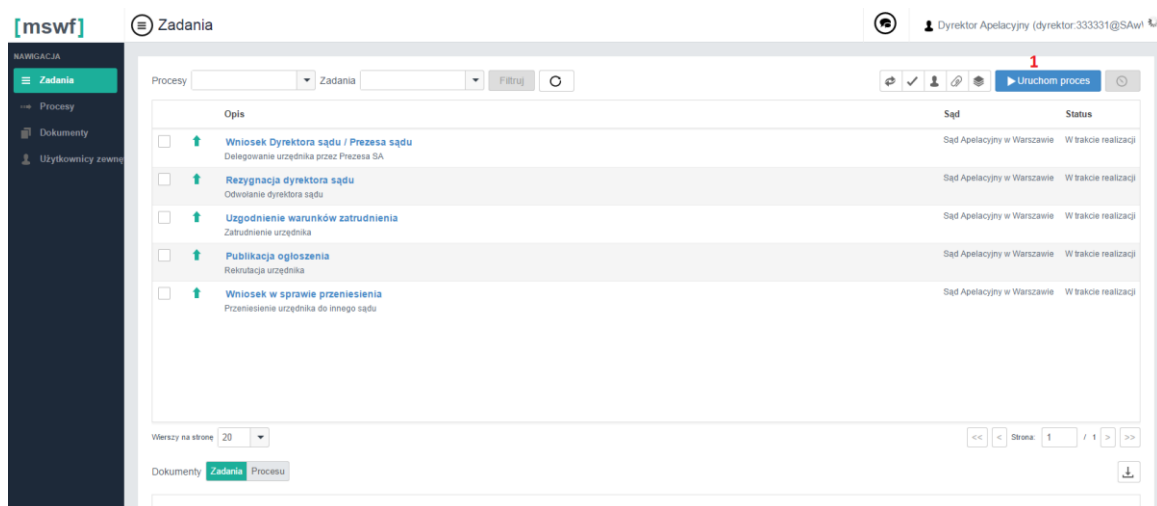 [mswf]
Zadania
Dyrektor Apelacyjny (dyrektor:333331@SAw\
NAWIGACJA
Zadania
Procesy
Dokumenty
Użytkownicy zewnę
1
Procesy Zadania Filtruj Uruchom proces
Opis Sąd Status
Wniosek Dyrektora sądu / Prezesa sądu Sąd Apelacyjny w Warszawie W trakcie realizacji
Delegowanie urzędnika przez Prezesa SA
Rezygnacja dyrektora sądu Sąd Apelacyjny w Warszawie W trakcie realizacji
Odwołanie dyrektora sądu
Uzgodnienie warunków zatrudnienia Sąd Apelacyjny w Warszawie W trakcie realizacji
Zatrudnienie urzędnika
Publikacja ogłoszenia Sąd Apelacyjny w Warszawie W trakcie realizacji
Rekrutacja urzędnika
Wniosek w sprawie przeniesienia Sąd Apelacyjny w Warszawie W trakcie realizacji
Przeniesienie urzędnika do innego sądu
Wierszy na stronę 20 << < Strona: 1 / 1 > >>
Dokumenty Zadania Procesu